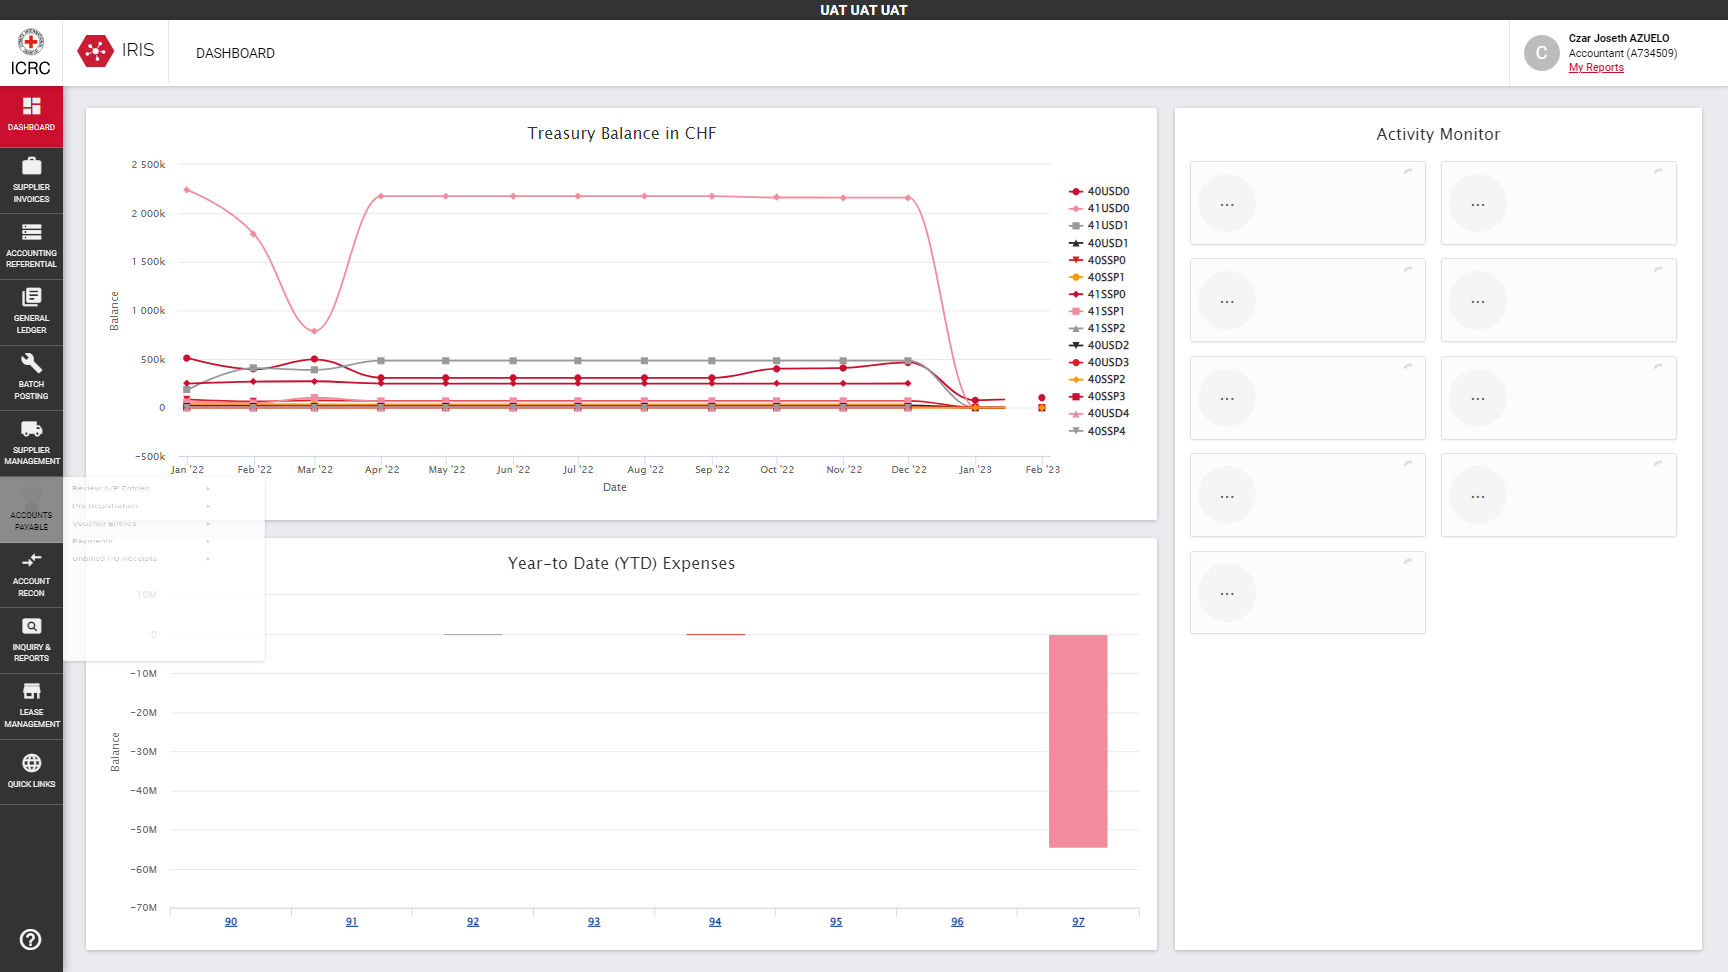 UAT UAT UAT
ICRC
IRIS
DASHBOARD
C
Czar Joseth AZUELO
Accountant (A734509)
My Reports
DASHBOARD
SUPPLIER
INVOICES
ACCOUNTING
REFERENTIAL
GENERAL
LEDGER
BATCH
POSTING
SUPPLIER
MANAGEMENT
ACCOUNTS
PAYABLE
ACCOUNT
RECON
INQUIRY &
REPORTS
LEASE
MANAGEMENT
QUICK LINKS
Review A/P Entries
Pre Registration
Voucher Entries
Payments
Unbilled PO Receipts
Treasury Balance in CHF
2 500k
2 000k
1 500k
1 000k
500k
0
-500k
Balance
Jan '22 Feb '22 Mar '22 Apr '22 May '22 Jun '22 Jul '22 Aug '22 Sep '22 Oct '22 Nov '22 Dec '22 Jan '23 Feb '23
Date
40USD0
41USD0
41USD1
40USD1
40SSP0
40SSP1
41SSP0
41SSP1
41SSP2
40USD2
40USD3
40SSP2
40SSP3
40USD4
40SSP4
Year-to Date (YTD) Expenses
10M
0
-10M
-20M
-30M
-40M
-50M
-60M
-70M
Balance
90 91 92 93 94 95 96 97
Activity Monitor
... ...
... ...
... ...
... ...
...